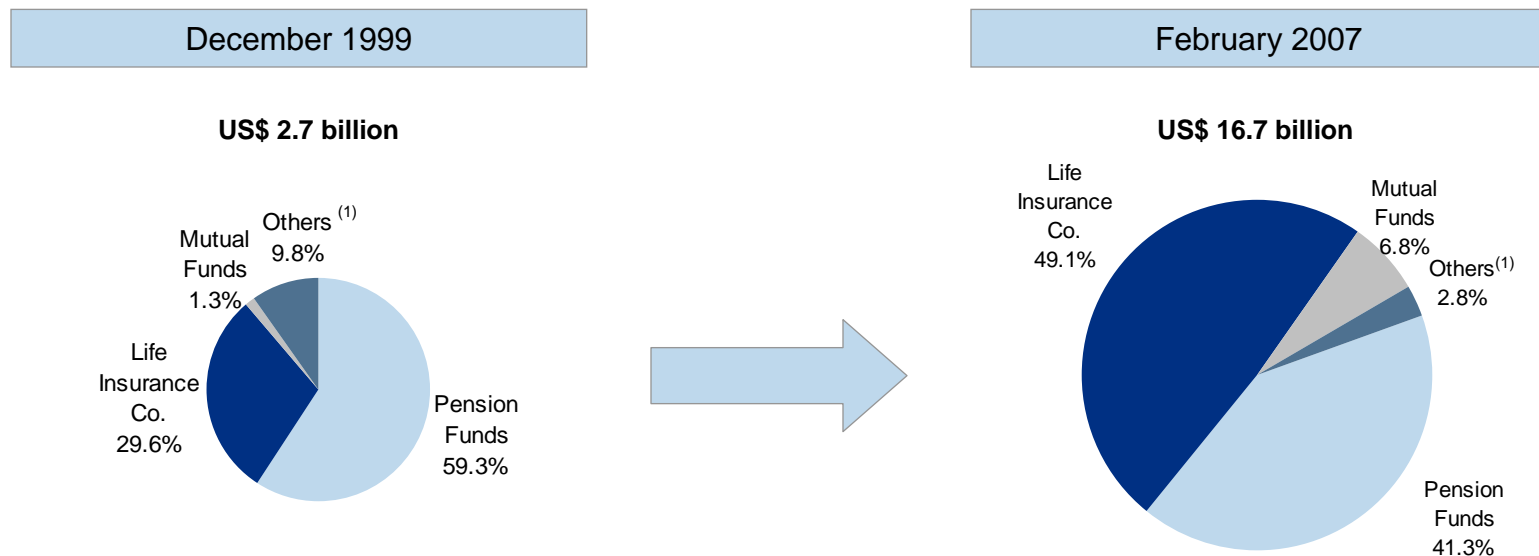 December 1999
US$ 2.7 billion
Others (1)
9.8%
Mutual
Funds
1.3%
Life
Insurance
Co.
29.6%
Pension
Funds
59.3%
February 2007
US$ 16.7 billion
Life
Insurance
Co.
49.1%
Mutual
Funds
6.8%
Others(1)
2.8%
Pension
Funds
41.3%